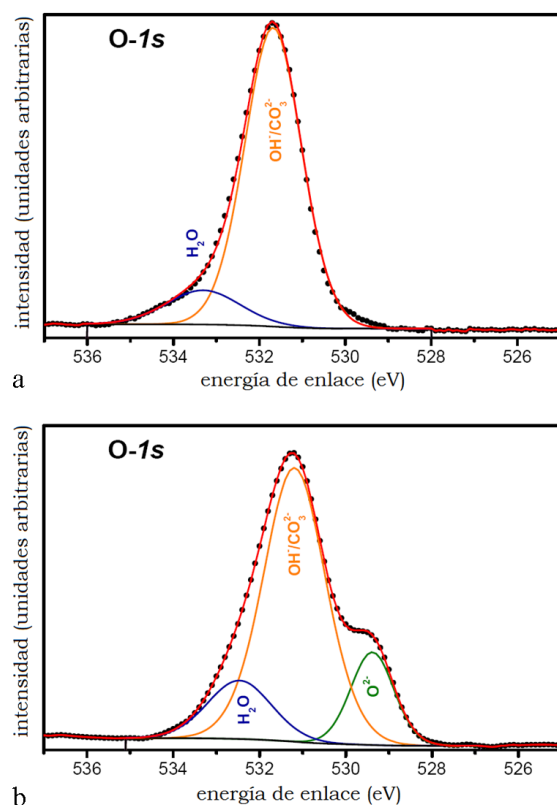 O-1s
intensidad (unidades arbitrarias)
H₂O
OH⁻/CO₃²⁻
536 534 532 530 528 526
energía de enlace (eV)
a
O-1s
intensidad (unidades arbitrarias)
H₂O
OH⁻/CO₃²⁻
O²⁻
536 534 532 530 528 526
energía de enlace (eV)
b